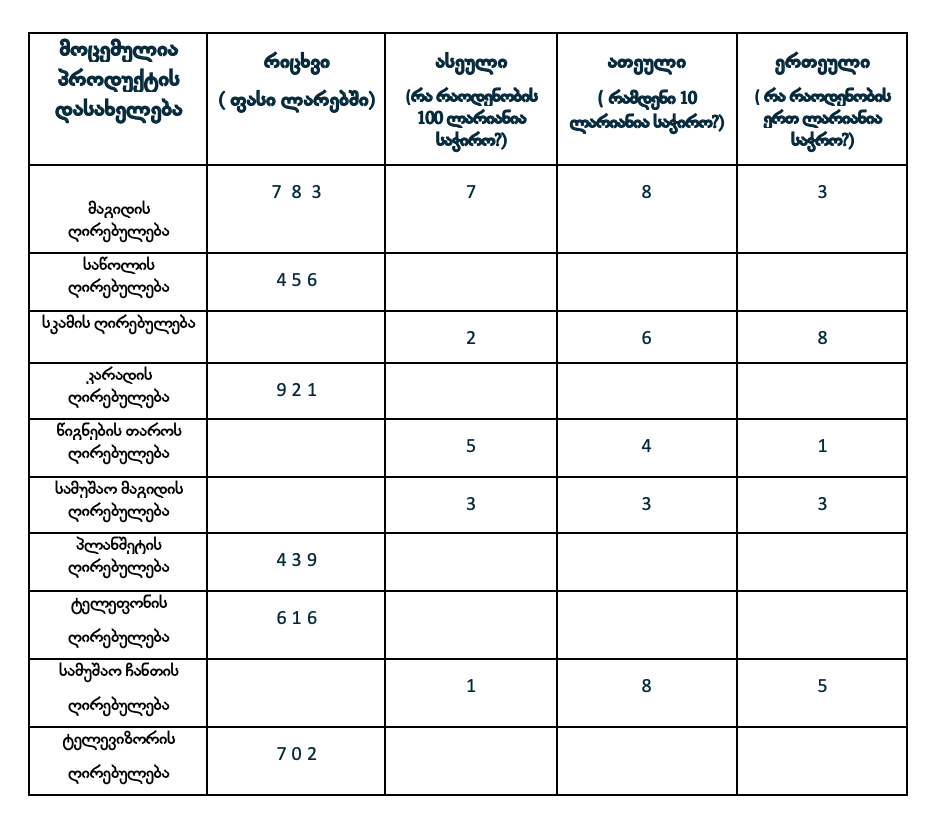 მოცემულია
პროდუქტის
დასახელება
რიცხვი
( ფასი ლარებში)
ასეული
(რა რაოდენობის
100 ლარიანია
საჭირო?)
ათეული
( რამდენი 10
ლარიანია საჭირო?)
ერთეული
( რა რაოდენობის
ერთ ლარიანია
საჭრო?)
მაგიდის
ღირებულება
7 8 3
7
8
3
საწოლის
ღირებულება
4 5 6
სკამის ღირებულება
2
6
8
კარადის
ღირებულება
9 2 1
წიგნების თაროს
ღირებულება
5
4
1
სამუშაო მაგიდის
ღირებულება
3
3
3
პლანშეტის
ღირებულება
4 3 9
ტელეფონის
ღირებულება
6 1 6
სამუშაო ჩანთის
ღირებულება
1
8
5
ტელევიზორის
ღირებულება
7 0 2